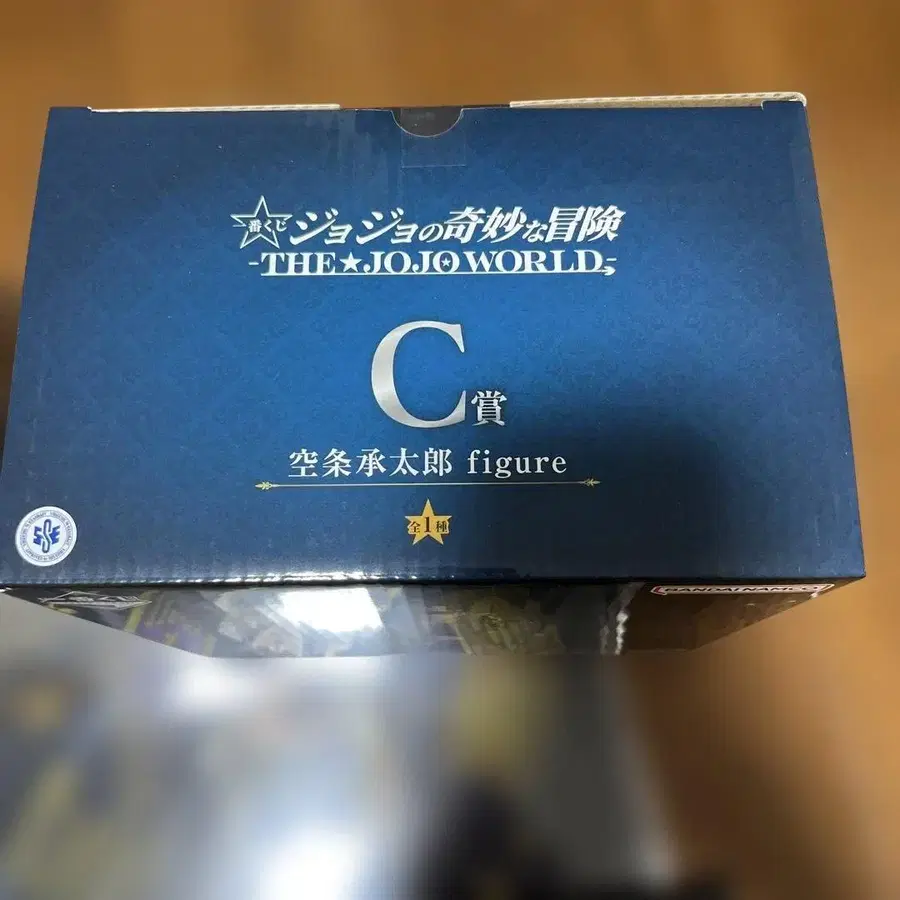 一番くじ ジョジョの奇妙な冒険
-THE★JOJO WORLD-
C賞
空条承太郎 figure
全1種
BANDAI NAMCO